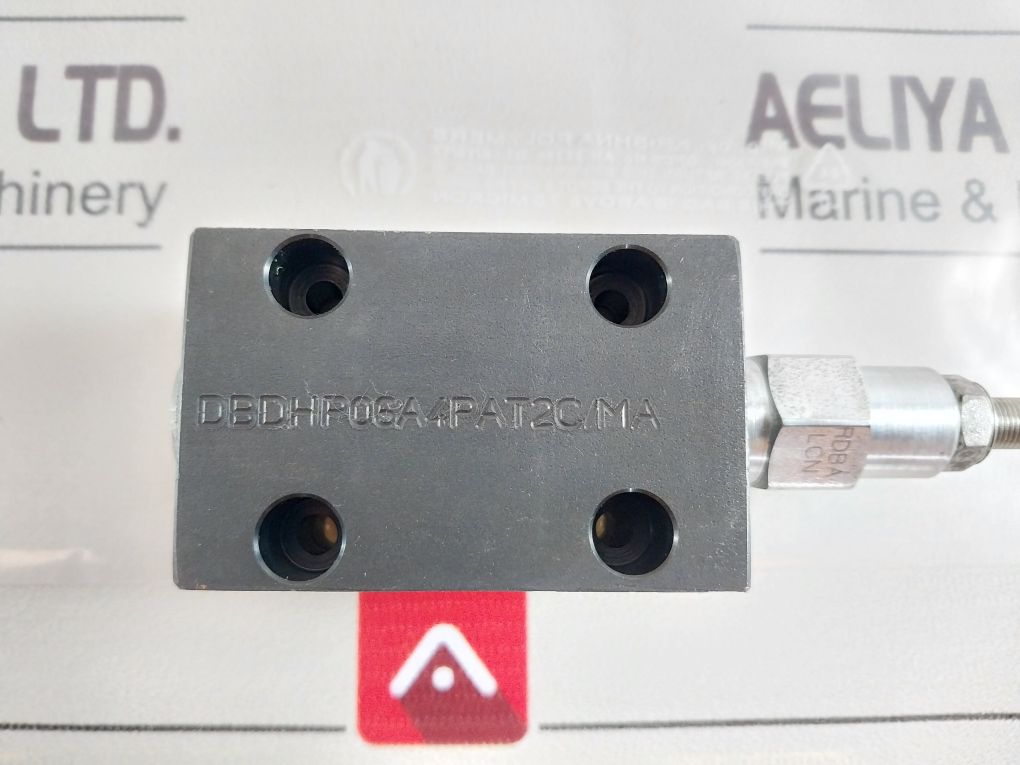 LTD.
AELIYA
hinery
Marine &
DBDHP06A4PAT2C/MA
RDBA
LCN